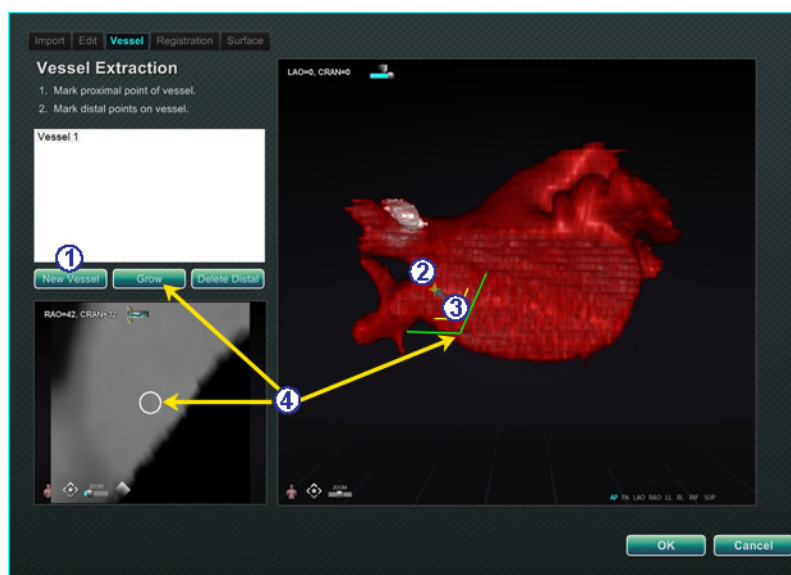 Import Edit Vessel Registration Surface
Vessel Extraction
1. Mark proximal point of vessel.
2. Mark distal points on vessel.
Vessel 1
1
New Vessel Grow Delete Distal
RAO=42, CRAN=32
ZOOM
LAO=0, CRAN=0
2
3
4
ZOOM
AP PA LAO RAO LL RL INF SUP
OK Cancel